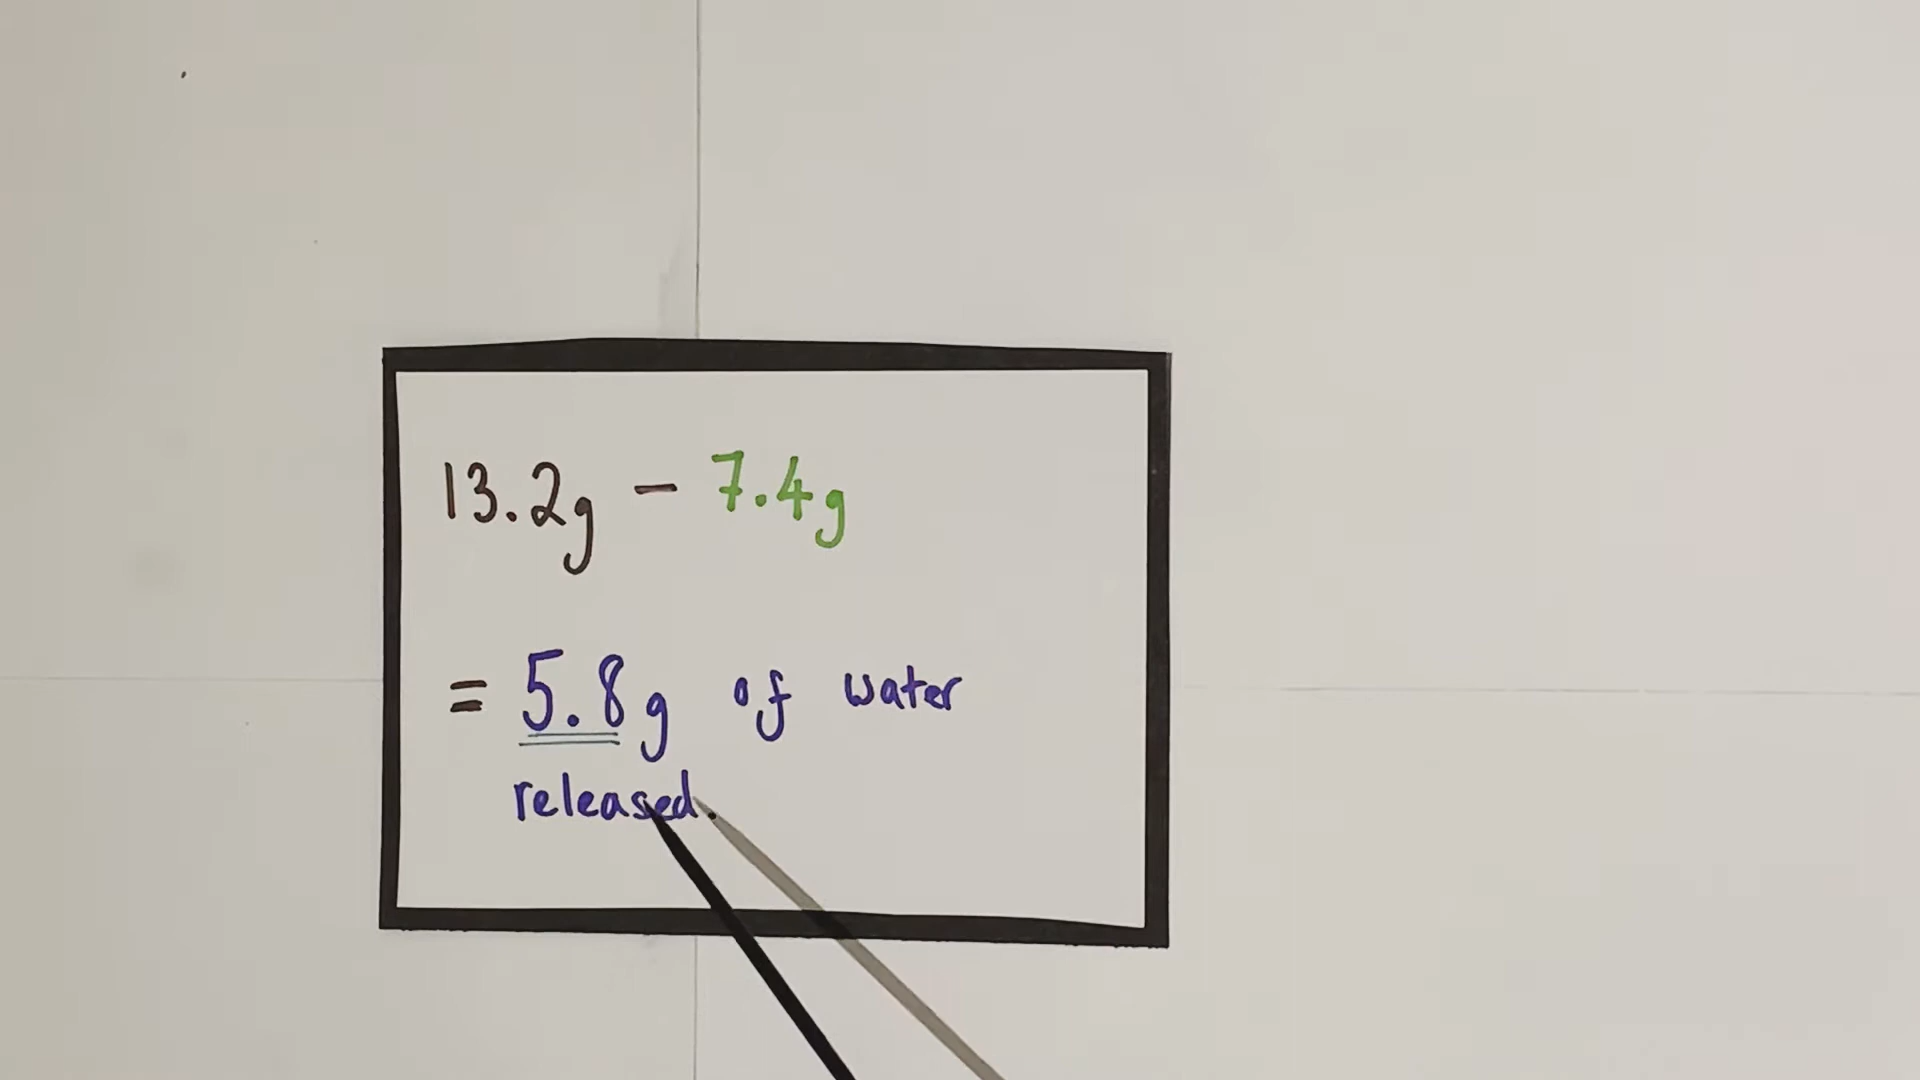 13.2g - 7.4g
= 5.8g of water
released.